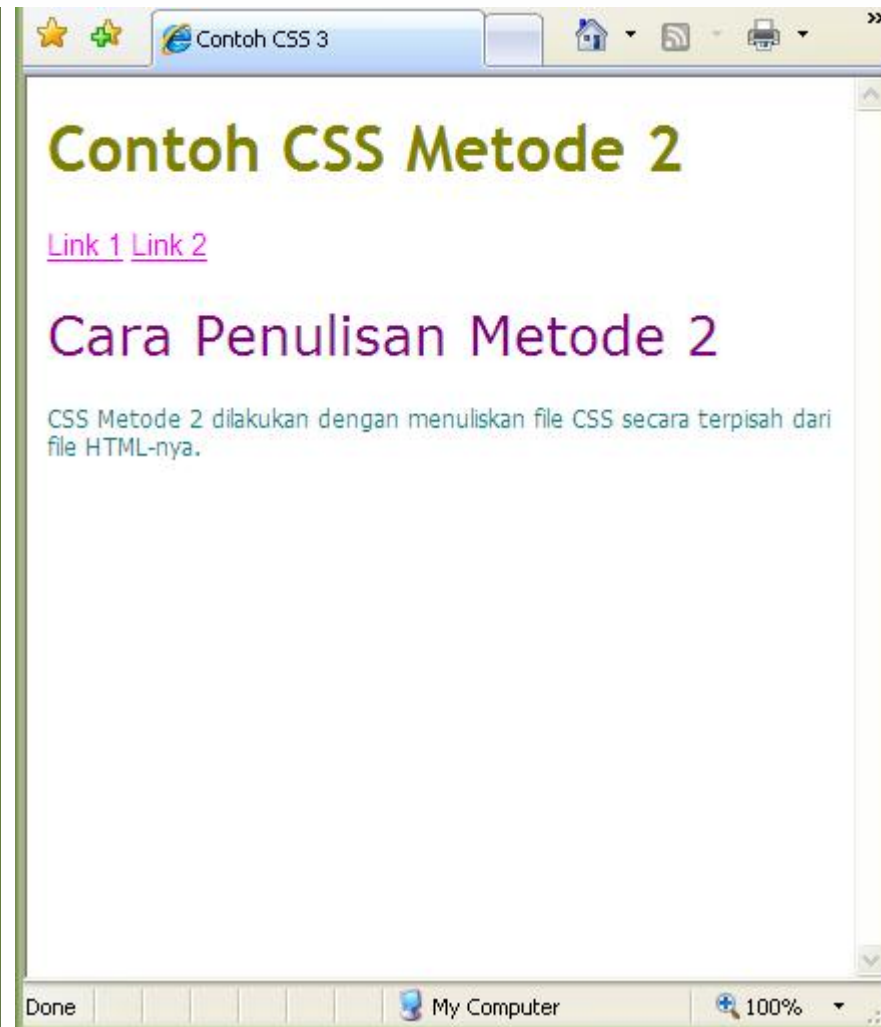 Contoh CSS 3
Contoh CSS Metode 2
Link 1 Link 2
Cara Penulisan Metode 2
CSS Metode 2 dilakukan dengan menuliskan file CSS secara terpisah dari
file HTML-nya.
Done My Computer 100%